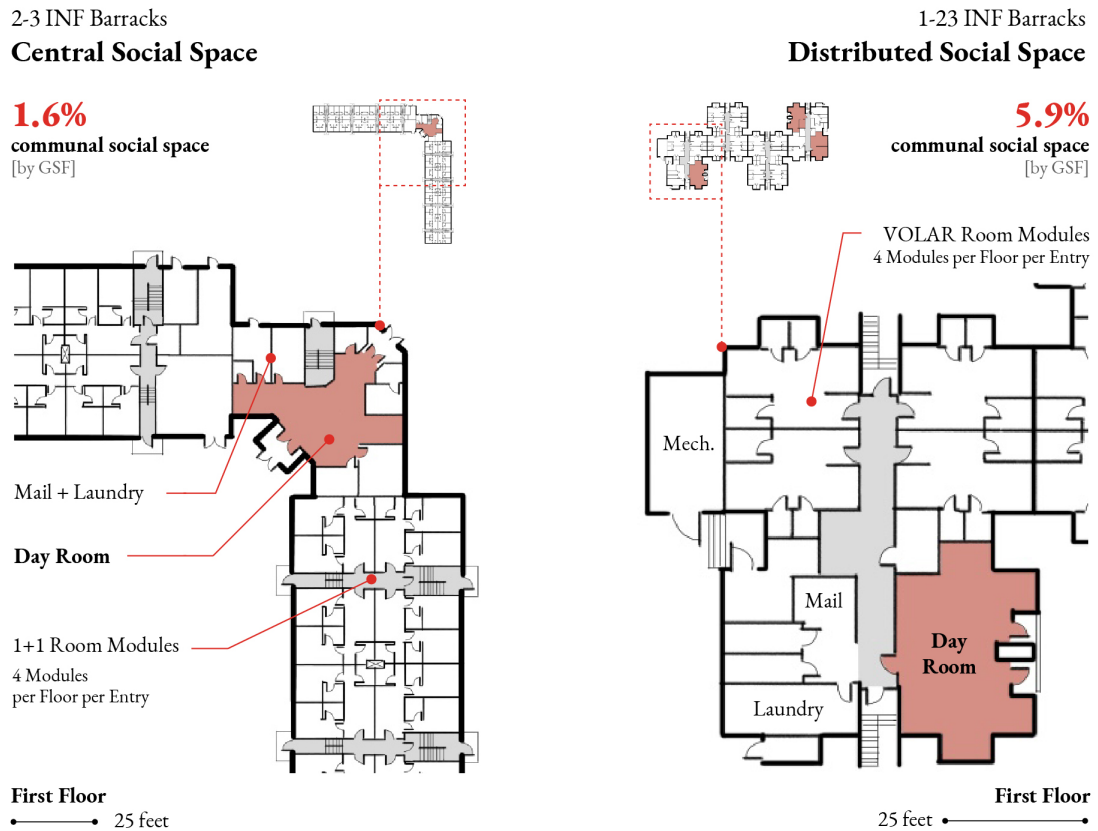 2-3 INF Barracks
Central Social Space
1.6%
communal social space
[by GSF]
Mail + Laundry
Day Room
1+1 Room Modules
4 Modules
per Floor per Entry
First Floor
25 feet
1-23 INF Barracks
Distributed Social Space
5.9%
communal social space
[by GSF]
VOLAR Room Modules
4 Modules per Floor per Entry
Mech.
Mail
Day
Room
Laundry
First Floor
25 feet